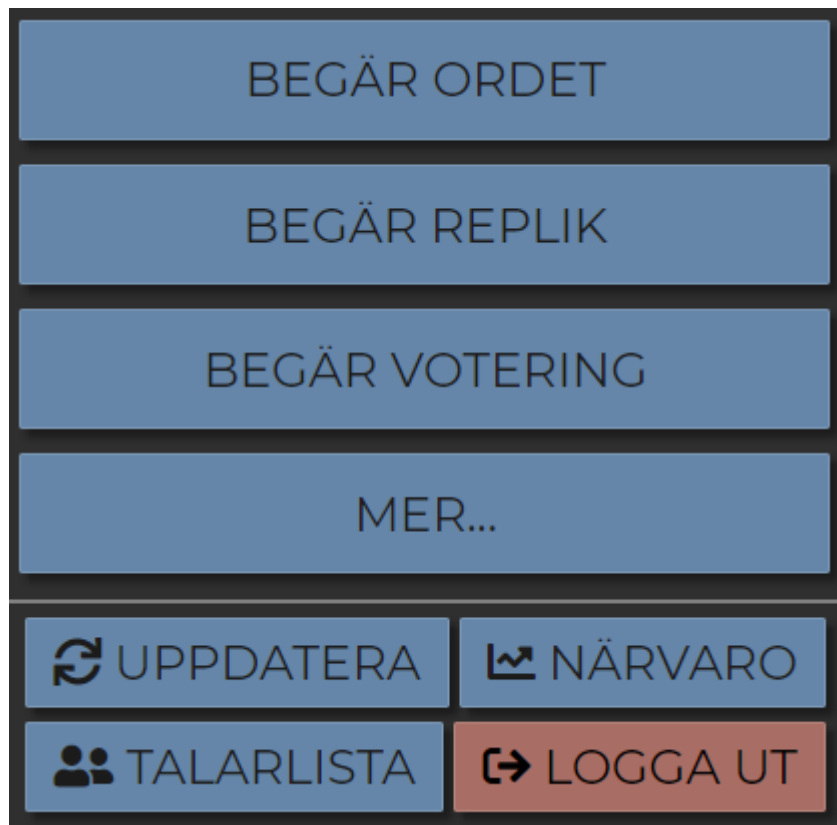 BEGÄR ORDET
BEGÄR REPLIK
BEGÄR VOTERING
MER...
UPPDATERA
NÄRVARO
TALARLISTA
LOGGA UT